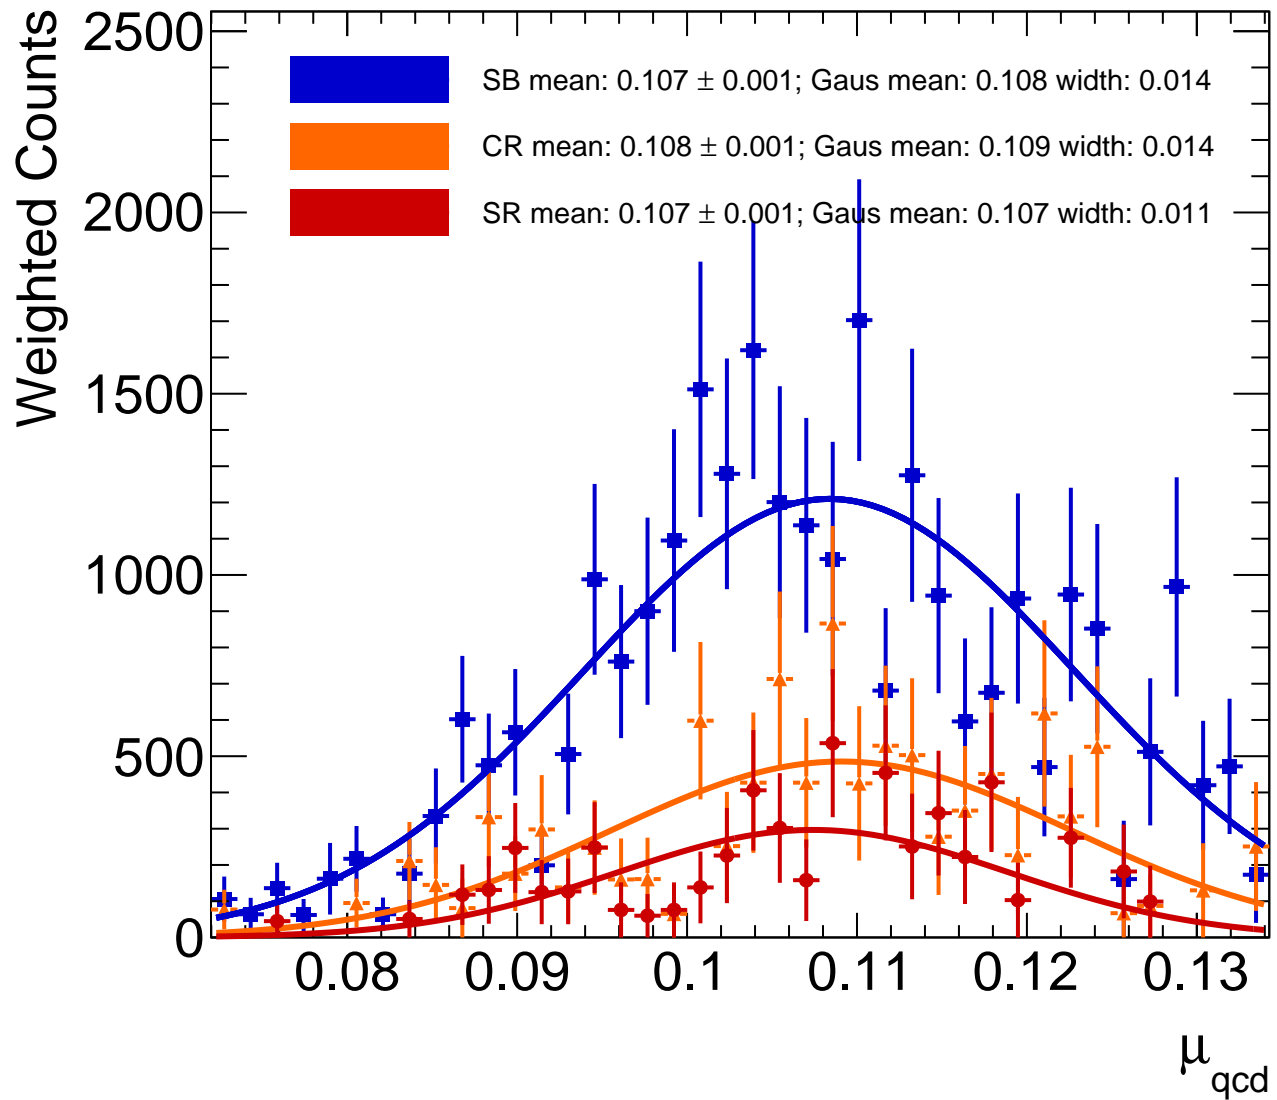 Weighted Counts
2500
2000
1500
1000
500
0
SB mean: 0.107 ± 0.001; Gaus mean: 0.108 width: 0.014
CR mean: 0.108 ± 0.001; Gaus mean: 0.109 width: 0.014
SR mean: 0.107 ± 0.001; Gaus mean: 0.107 width: 0.011
0.08 0.09 0.1 0.11 0.12 0.13
μqcd